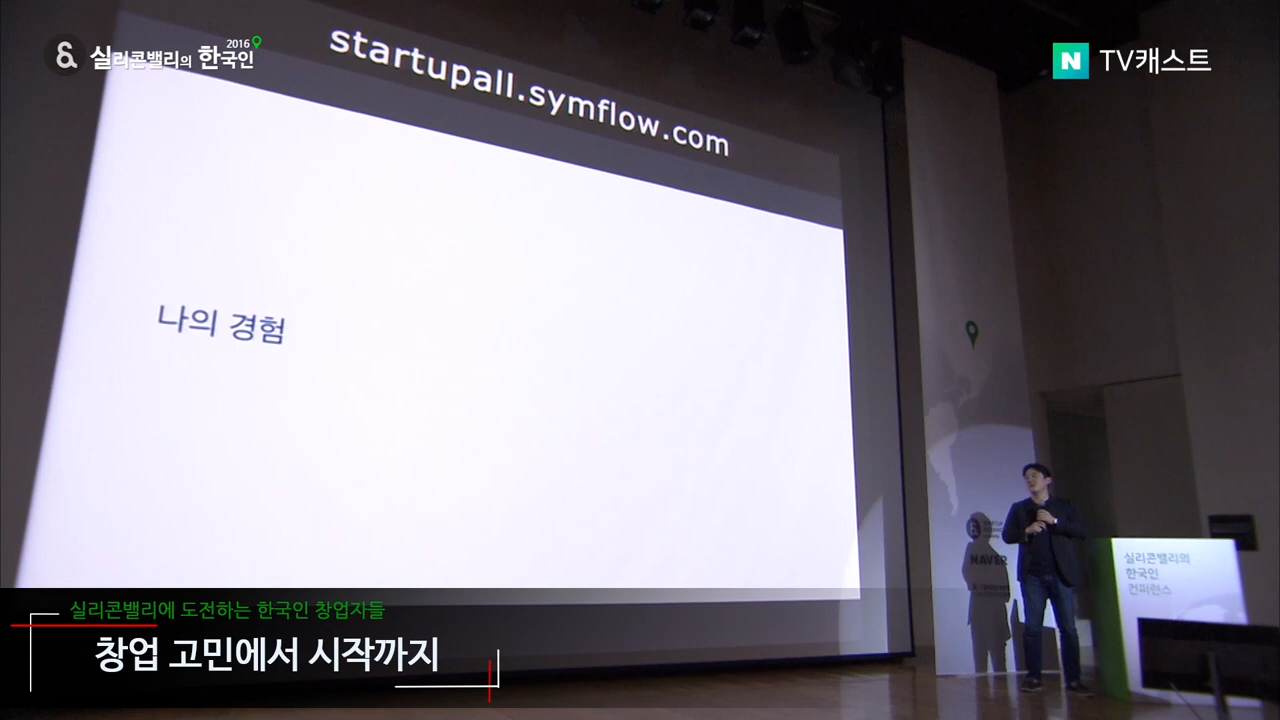 실리콘밸리의 한국인
2016
N TV캐스트
startupall.symflow.com
나의 경험
NAVER
실리콘밸리의
한국인
컨퍼런스
실리콘밸리에 도전하는 한국인 창업자들
창업 고민에서 시작까지